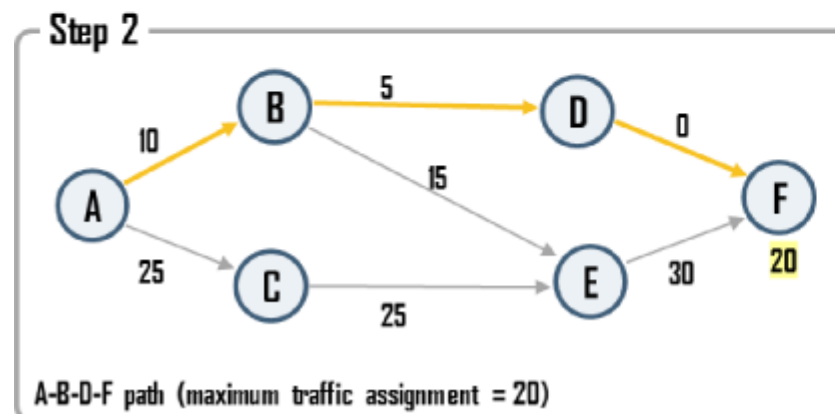 Step 2
5
B
D
10
0
15
A
F
20
25
C
E
30
25
A-B-D-F path (maximum traffic assignment = 20)